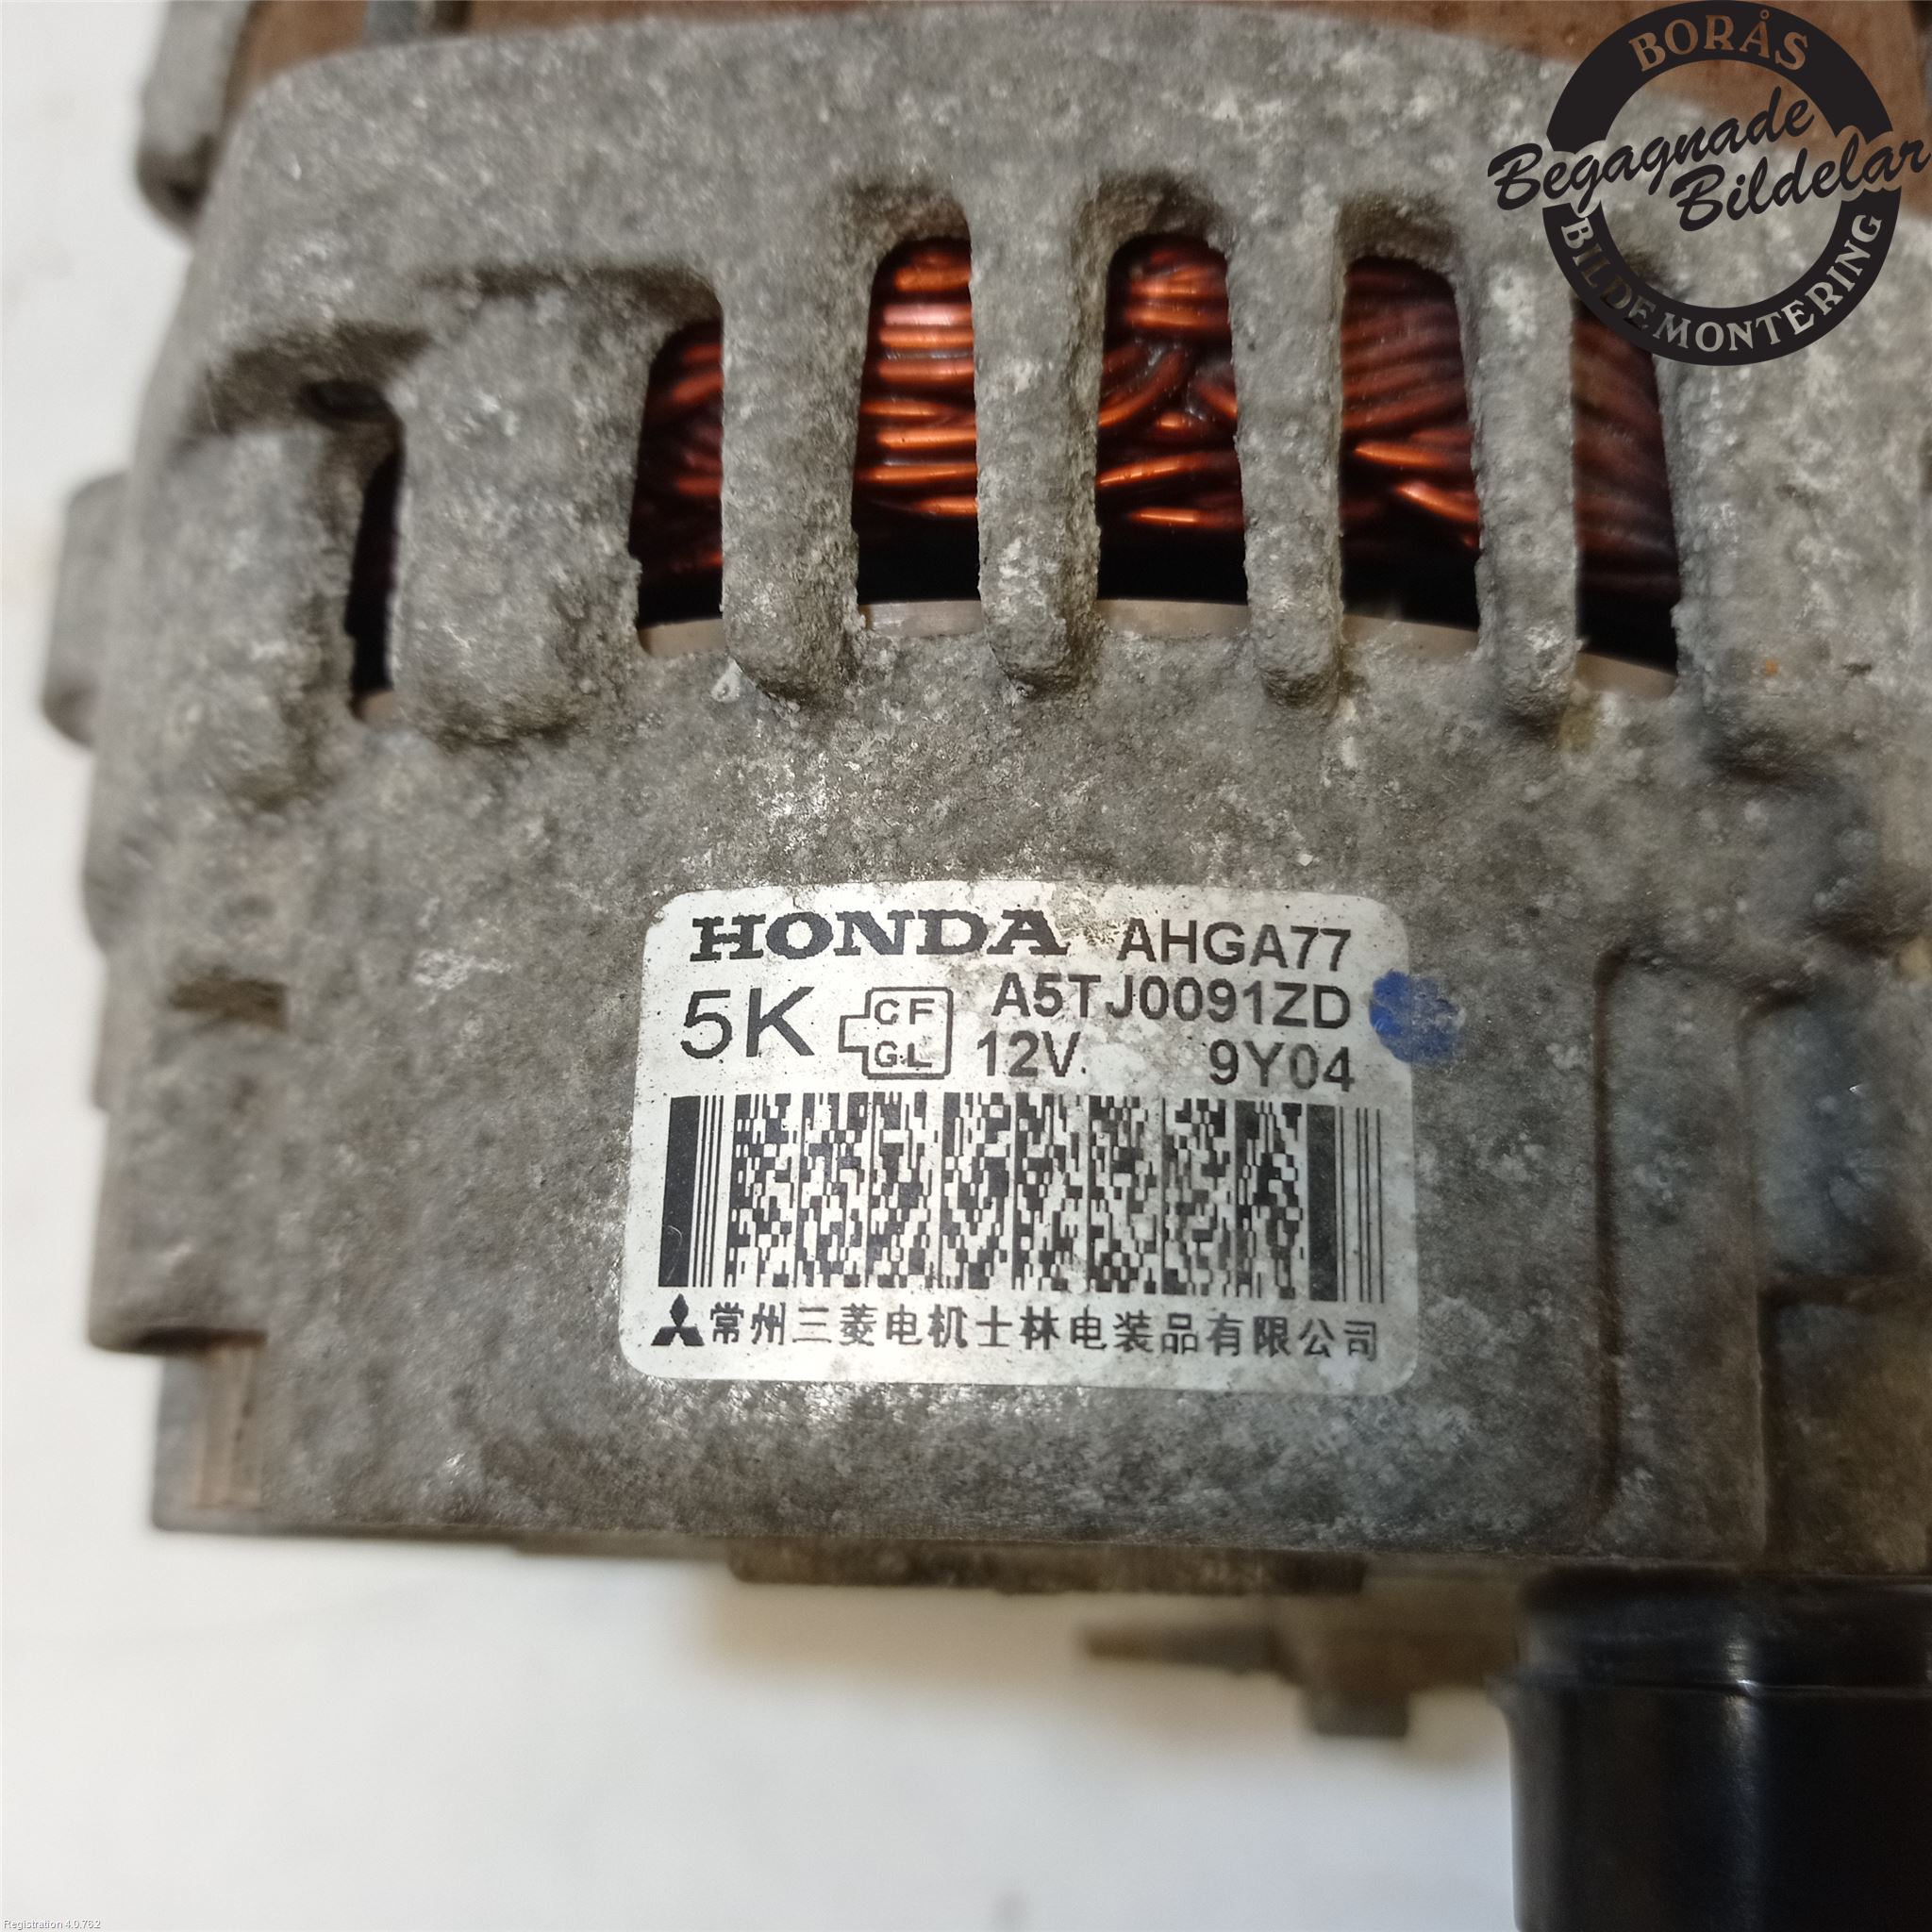 BORÅS
Begagnade
Bildelar
BILDEMONTERING
HONDA AHGA77
5K CF GL A5TJ0091ZD
12V 9Y04
常州三菱电机士林电装品有限公司
Registration 4.0.762